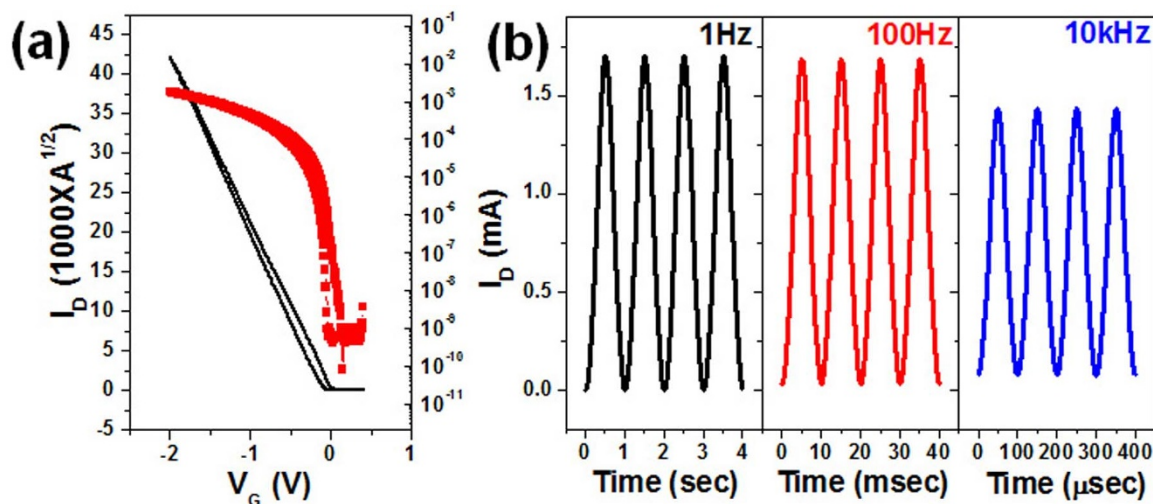 (a)
45
40
35
30
25
20
15
10
5
0
-5
I_D (1000XA^1/2)
10^-1
10^-2
10^-3
10^-4
10^-5
10^-6
10^-7
10^-8
10^-9
10^-10
10^-11
-2 -1 0 1
V_G (V)
(b)
1Hz 100Hz 10kHz
1.5
1.0
0.5
0.0
I_D (mA)
0 1 2 3 4 0 10 20 30 40 0 100 200 300 400
Time (sec) Time (msec) Time (μsec)